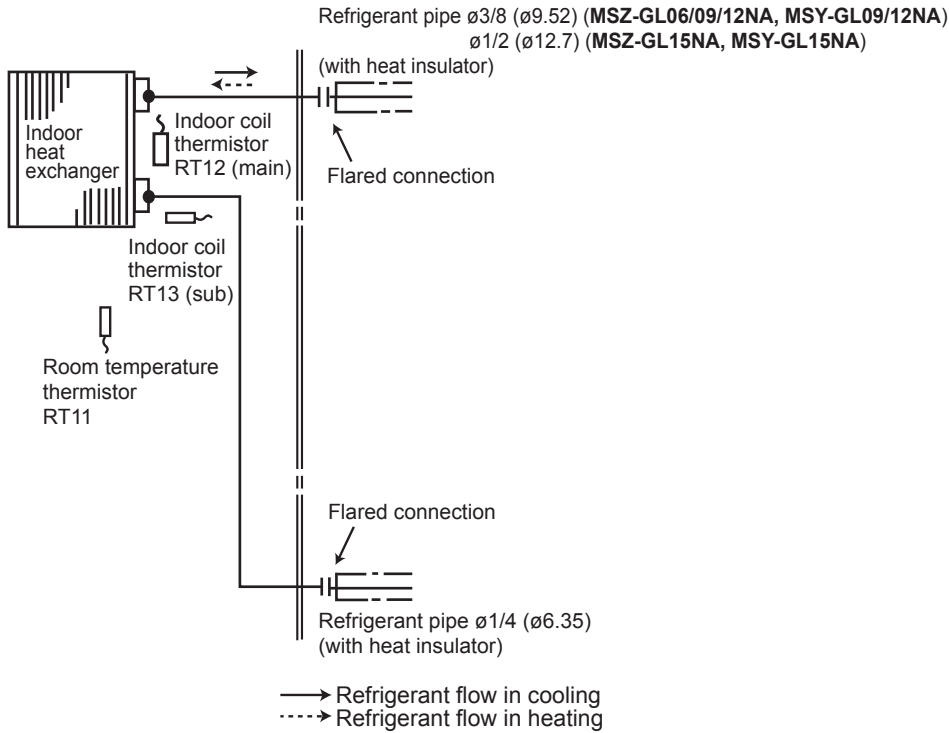 Refrigerant pipe ø3/8 (ø9.52) (MSZ-GL06/09/12NA, MSY-GL09/12NA)
ø1/2 (ø12.7) (MSZ-GL15NA, MSY-GL15NA)
(with heat insulator)
Indoor
heat
exchanger
Indoor coil
thermistor
RT12 (main)
Flared connection
Indoor coil
thermistor
RT13 (sub)
Room temperature
thermistor
RT11
Flared connection
Refrigerant pipe ø1/4 (ø6.35)
(with heat insulator)
Refrigerant flow in cooling
Refrigerant flow in heating